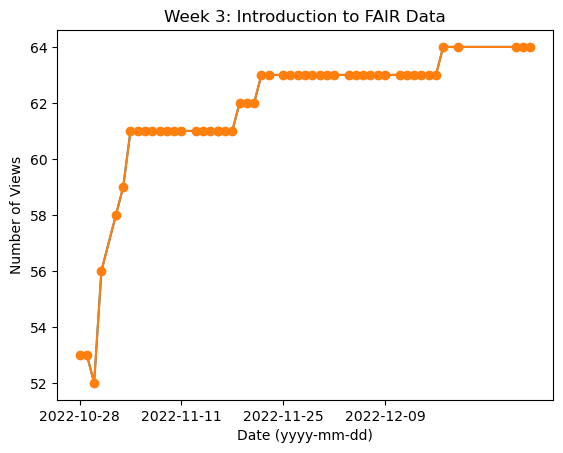 Week 3: Introduction to FAIR Data
Number of Views
64
62
60
58
56
54
52
2022-10-28 2022-11-11 2022-11-25 2022-12-09
Date (yyyy-mm-dd)